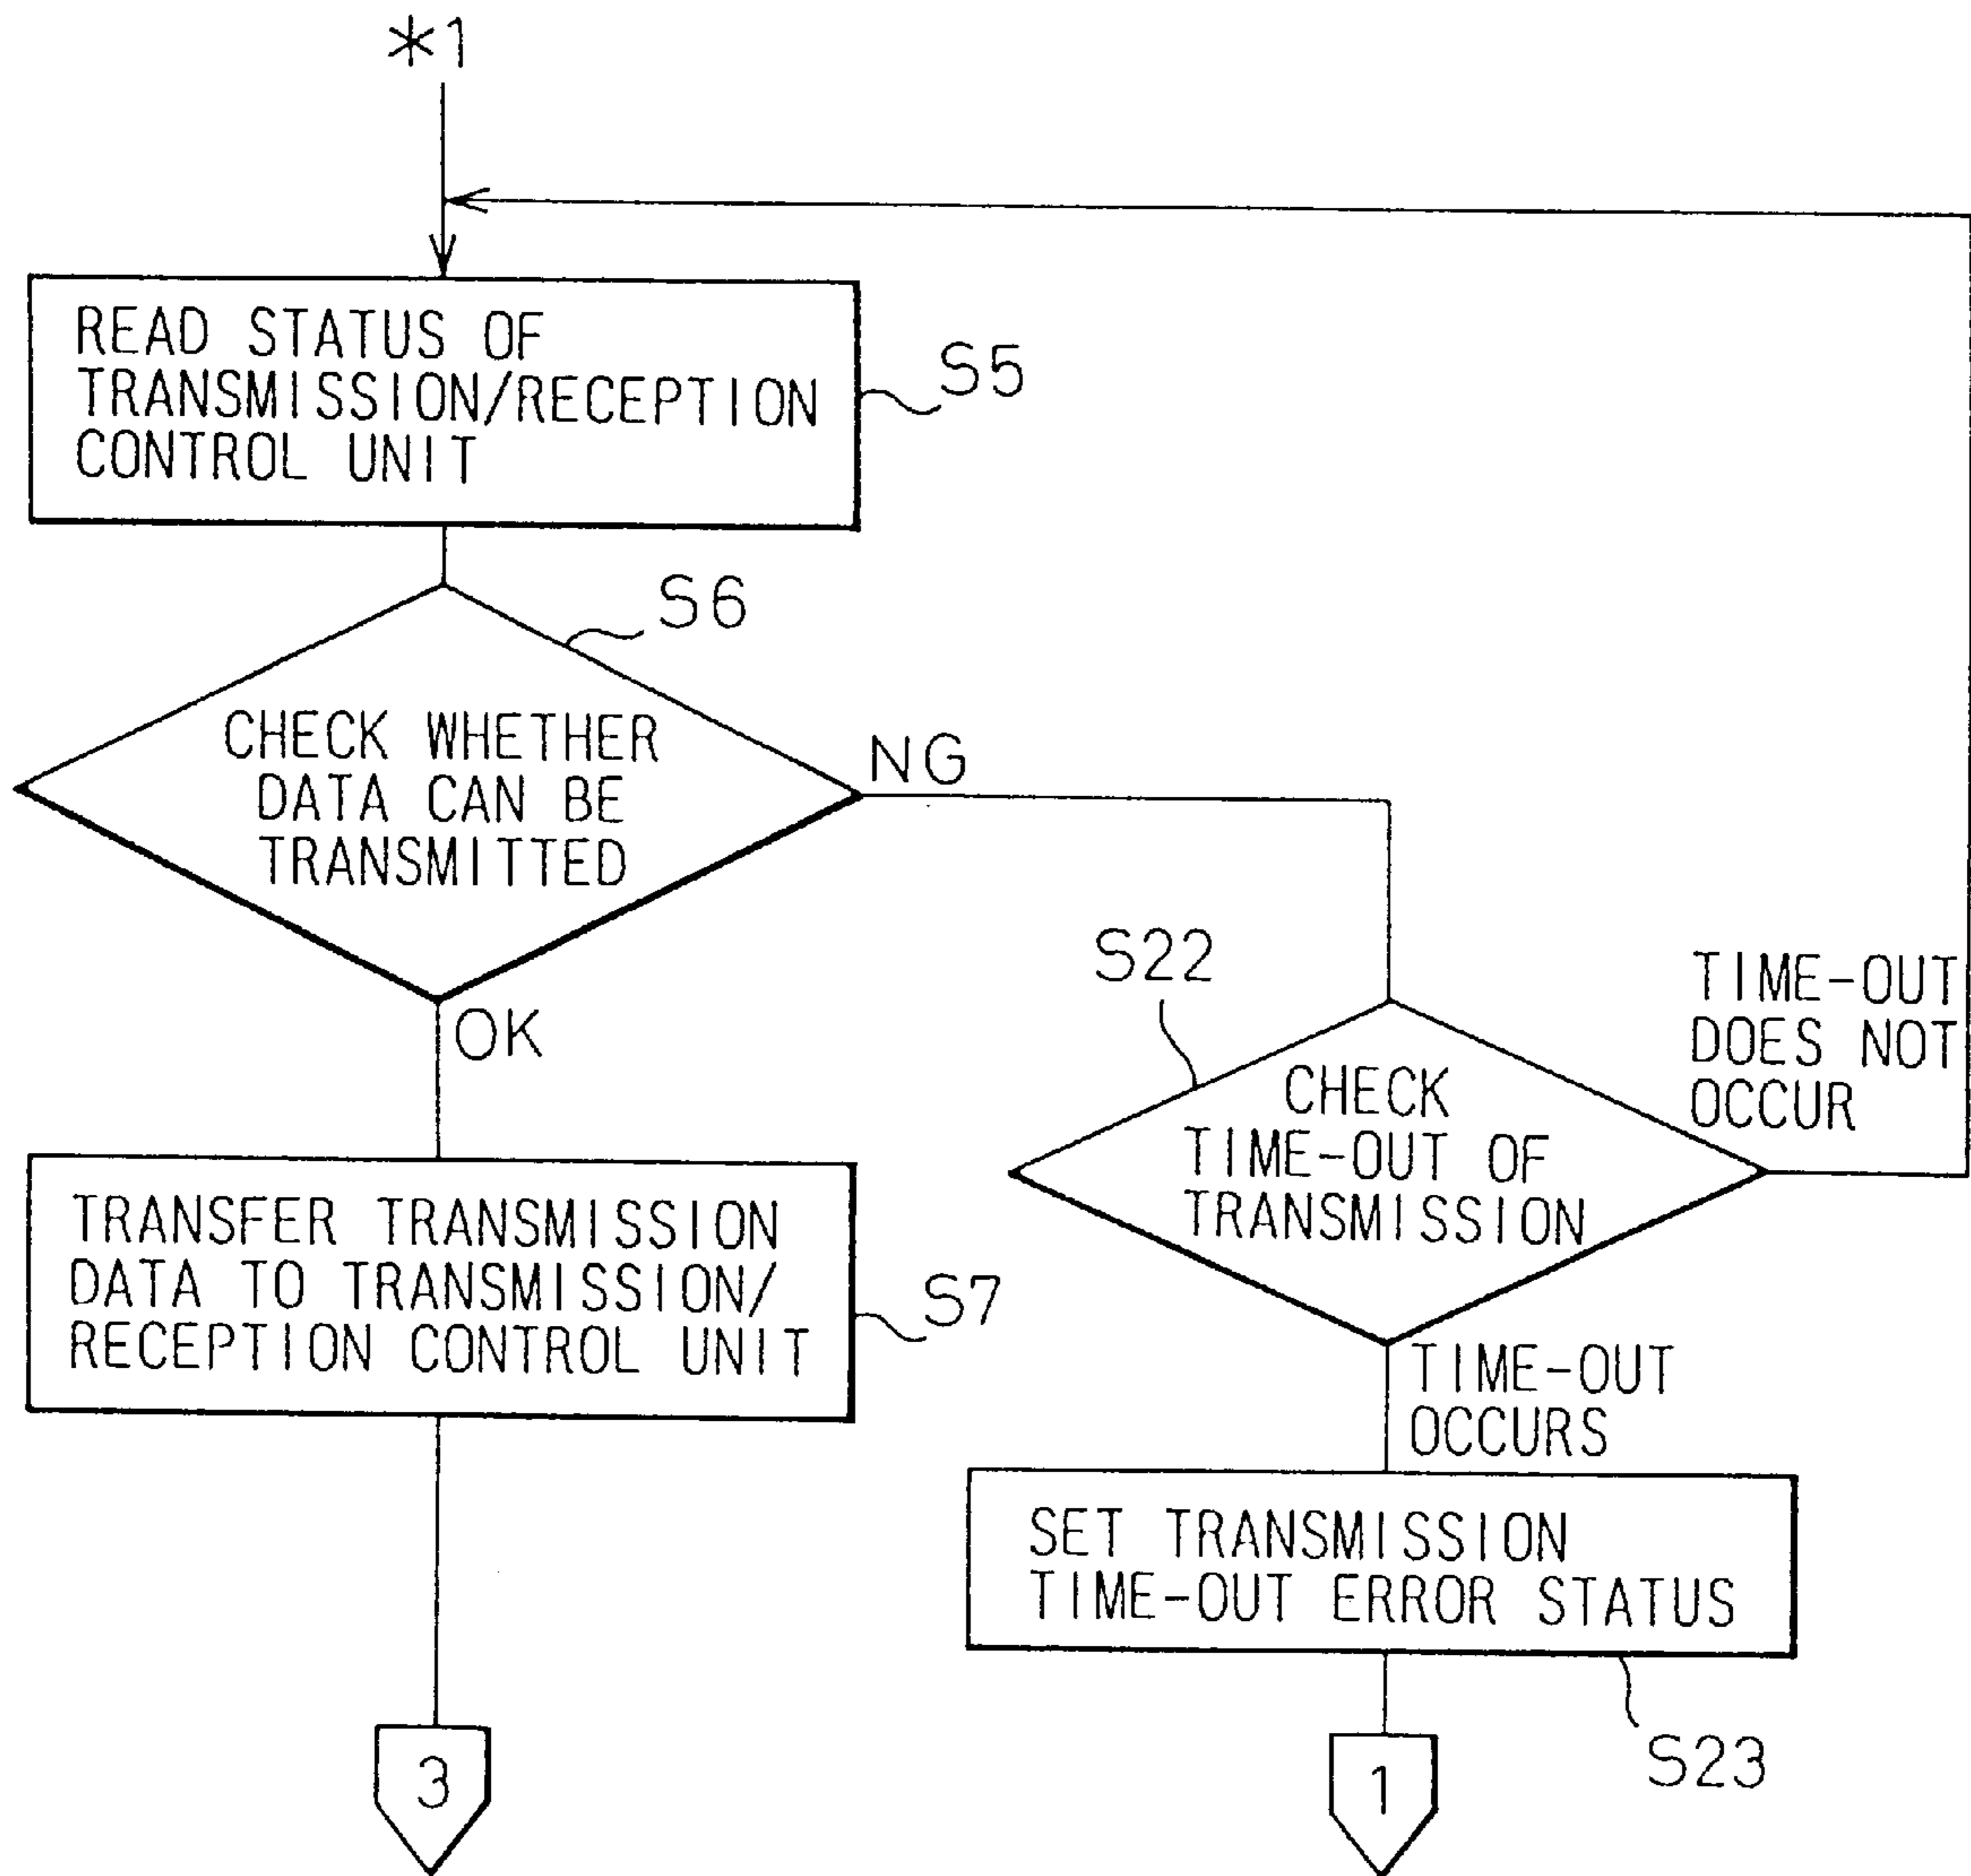 *1
READ STATUS OF
TRANSMISSION/RECEPTION
CONTROL UNIT
S5
S6
CHECK WHETHER
DATA CAN BE
TRANSMITTED
NG
OK
S22
CHECK
TIME-OUT OF
TRANSMISSION
TIME-OUT
DOES NOT
OCCUR
TRANSFER TRANSMISSION
DATA TO TRANSMISSION/
RECEPTION CONTROL UNIT
S7
TIME-OUT
OCCURS
SET TRANSMISSION
TIME-OUT ERROR STATUS
S23
3
1